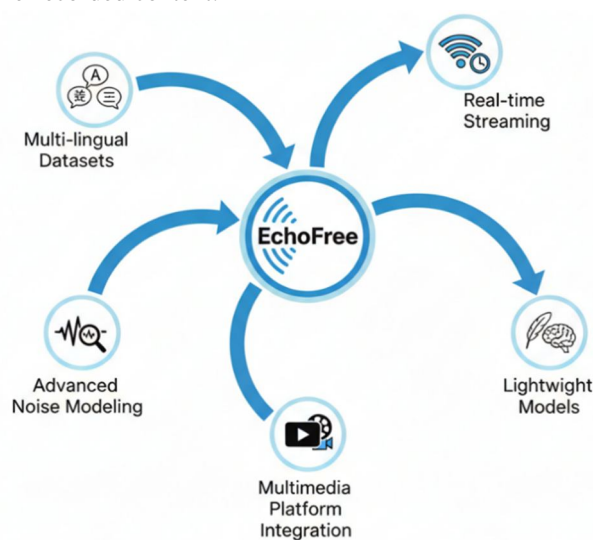 Multi-lingual
Datasets
A
Real-time
Streaming
EchoFree
Advanced
Noise Modeling
Lightwight
Models
Multimedia
Platform
Integration